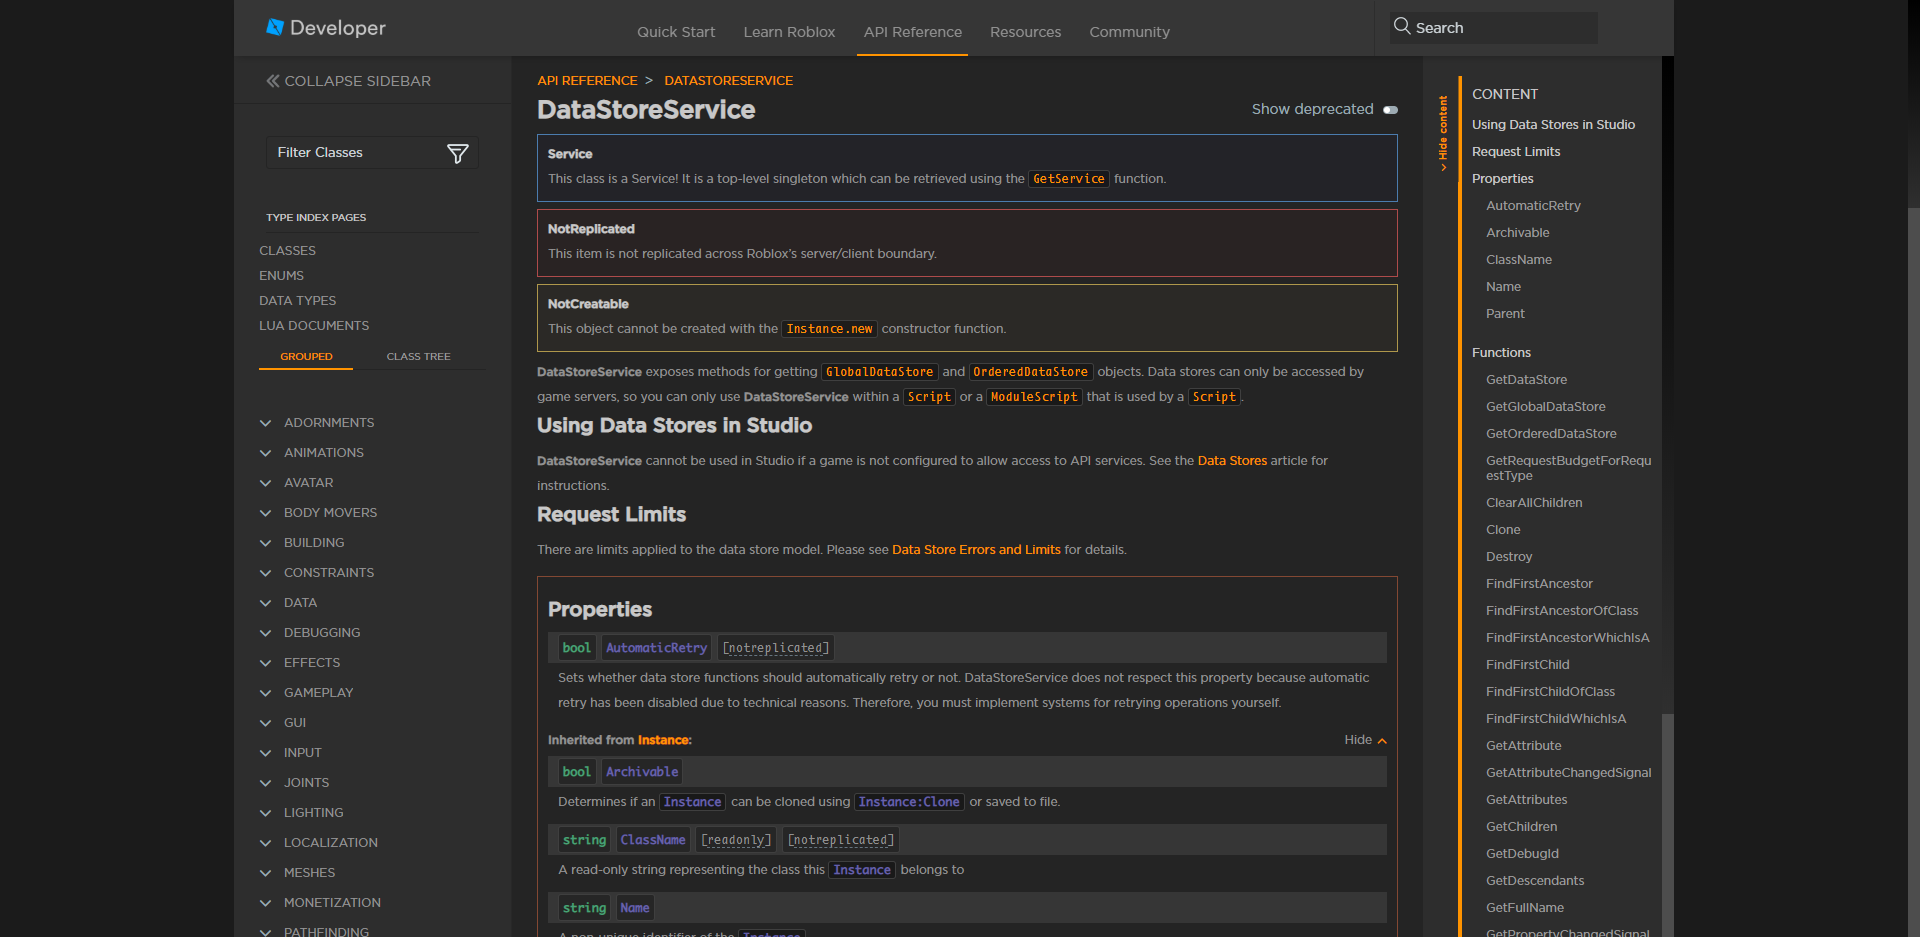 Developer
Quick Start
Learn Roblox
API Reference
Resources
Community
Search
COLLAPSE SIDEBAR
Filter Classes
TYPE INDEX PAGES
CLASSES
ENUMS
DATA TYPES
LUA DOCUMENTS
GROUPED
CLASS TREE
ADORNMENTS
ANIMATIONS
AVATAR
BODY MOVERS
BUILDING
CONSTRAINTS
DATA
DEBUGGING
EFFECTS
GAMEPLAY
GUI
INPUT
JOINTS
LIGHTING
LOCALIZATION
MESHES
MONETIZATION
PATHFINDING
API REFERENCE > DATASTORESERVICE
DataStoreService
Show deprecated
Service
This class is a Service! It is a top-level singleton which can be retrieved using the GetService function.
NotReplicated
This item is not replicated across Roblox's server/client boundary.
NotCreatable
This object cannot be created with the Instance.new constructor function.
DataStoreService exposes methods for getting GlobalDataStore and OrderedDataStore objects. Data stores can only be accessed by
game servers, so you can only use DataStoreService within a Script or a ModuleScript that is used by a Script.
Using Data Stores in Studio
DataStoreService cannot be used in Studio if a game is not configured to allow access to API services. See the Data Stores article for
instructions.
Request Limits
There are limits applied to the data store model. Please see Data Store Errors and Limits for details.
Properties
bool AutomaticRetry [notreplicated]
Sets whether data store functions should automatically retry or not. DataStoreService does not respect this property because automatic
retry has been disabled due to technical reasons. Therefore, you must implement systems for retrying operations yourself.
Inherited from Instance:
Hide
bool Archivable
Determines if an Instance can be cloned using Instance:Clone or saved to file.
string ClassName [readonly] [notreplicated]
A read-only string representing the class this Instance belongs to
string Name
A non-unique identifier of the Instance
Hide content
CONTENT
Using Data Stores in Studio
Request Limits
Properties
AutomaticRetry
Archivable
ClassName
Name
Parent
Functions
GetDataStore
GetGlobalDataStore
GetOrderedDataStore
GetRequestBudgetForRequ
estType
ClearAllChildren
Clone
Destroy
FindFirstAncestor
FindFirstAncestorOfClass
FindFirstAncestorWhichIsA
FindFirstChild
FindFirstChildOfClass
FindFirstChildWhichIsA
GetAttribute
GetAttributeChangedSignal
GetAttributes
GetChildren
GetDebugId
GetDescendants
GetFullName
GetPropertyChangedSignal